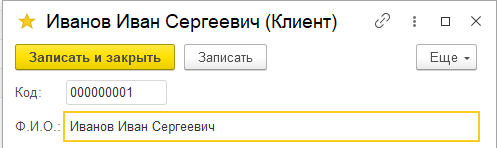 Иванов Иван Сергеевич (Клиент)
Записать и закрыть Записать Еще
Код: 000000001
Ф.И.О.: Иванов Иван Сергеевич